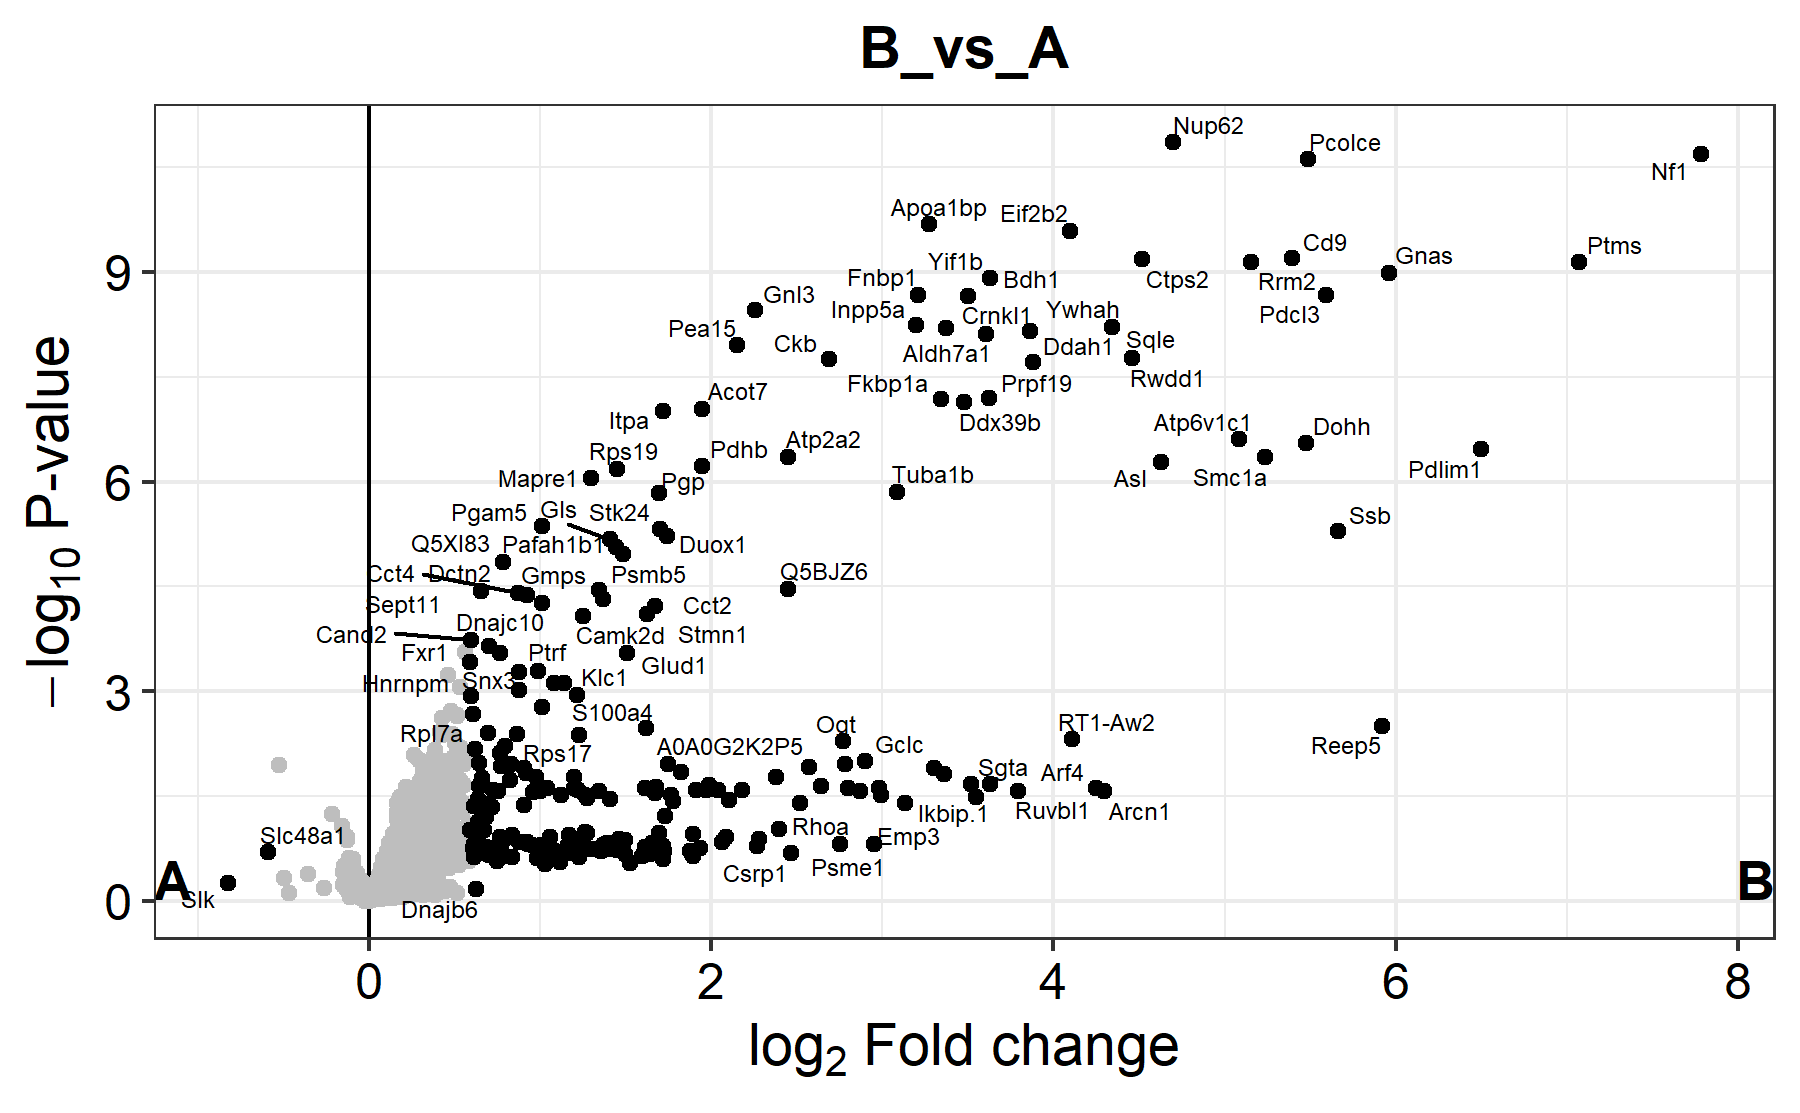 B_vs_A
Nup62
Pcolce
Nf1
Apoa1bp
Eif2b2
Cd9
Ptms
Gnas
Yif1b
Ctps2
Fnbp1
Bdh1
Rrm2
Gnl3
Inpp5a
Crnkl1
Ywhah
Pdcl3
Pea15
Ckb
Aldh7a1
Ddah1
Sqle
Rwdd1
Fkbp1a
Prpf19
Acot7
Itpa
Ddx39b
Atp6v1c1
Dohh
Rps19
Pdhb
Atp2a2
Mapre1
Pgp
Tuba1b
Asl
Smc1a
Pdlim1
Pgam5
Gls
Stk24
Ssb
Q5XI83
Pafah1b1
Duox1
Cct4
Dctn2
Gmps
Psmb5
Q5BJZ6
Sept11
Cct2
Dnajc10
Cand2
Camk2d
Stmn1
Fxr1
Ptrf
Glud1
Hnrnpm
Snx3
Klc1
S100a4
Rpl7a
Rps17
A0A0G2K2P5
Ogt
Gclc
RT1-Aw2
Reep5
Sgta
Arf4
Ikbip.1
Ruvbl1
Arcn1
Slc48a1
Rhoa
Emp3
Csrp1
Psme1
A
Slk
Dnajb6
B
9
6
3
0
−log10 P-value
0 2 4 6 8
log2 Fold change